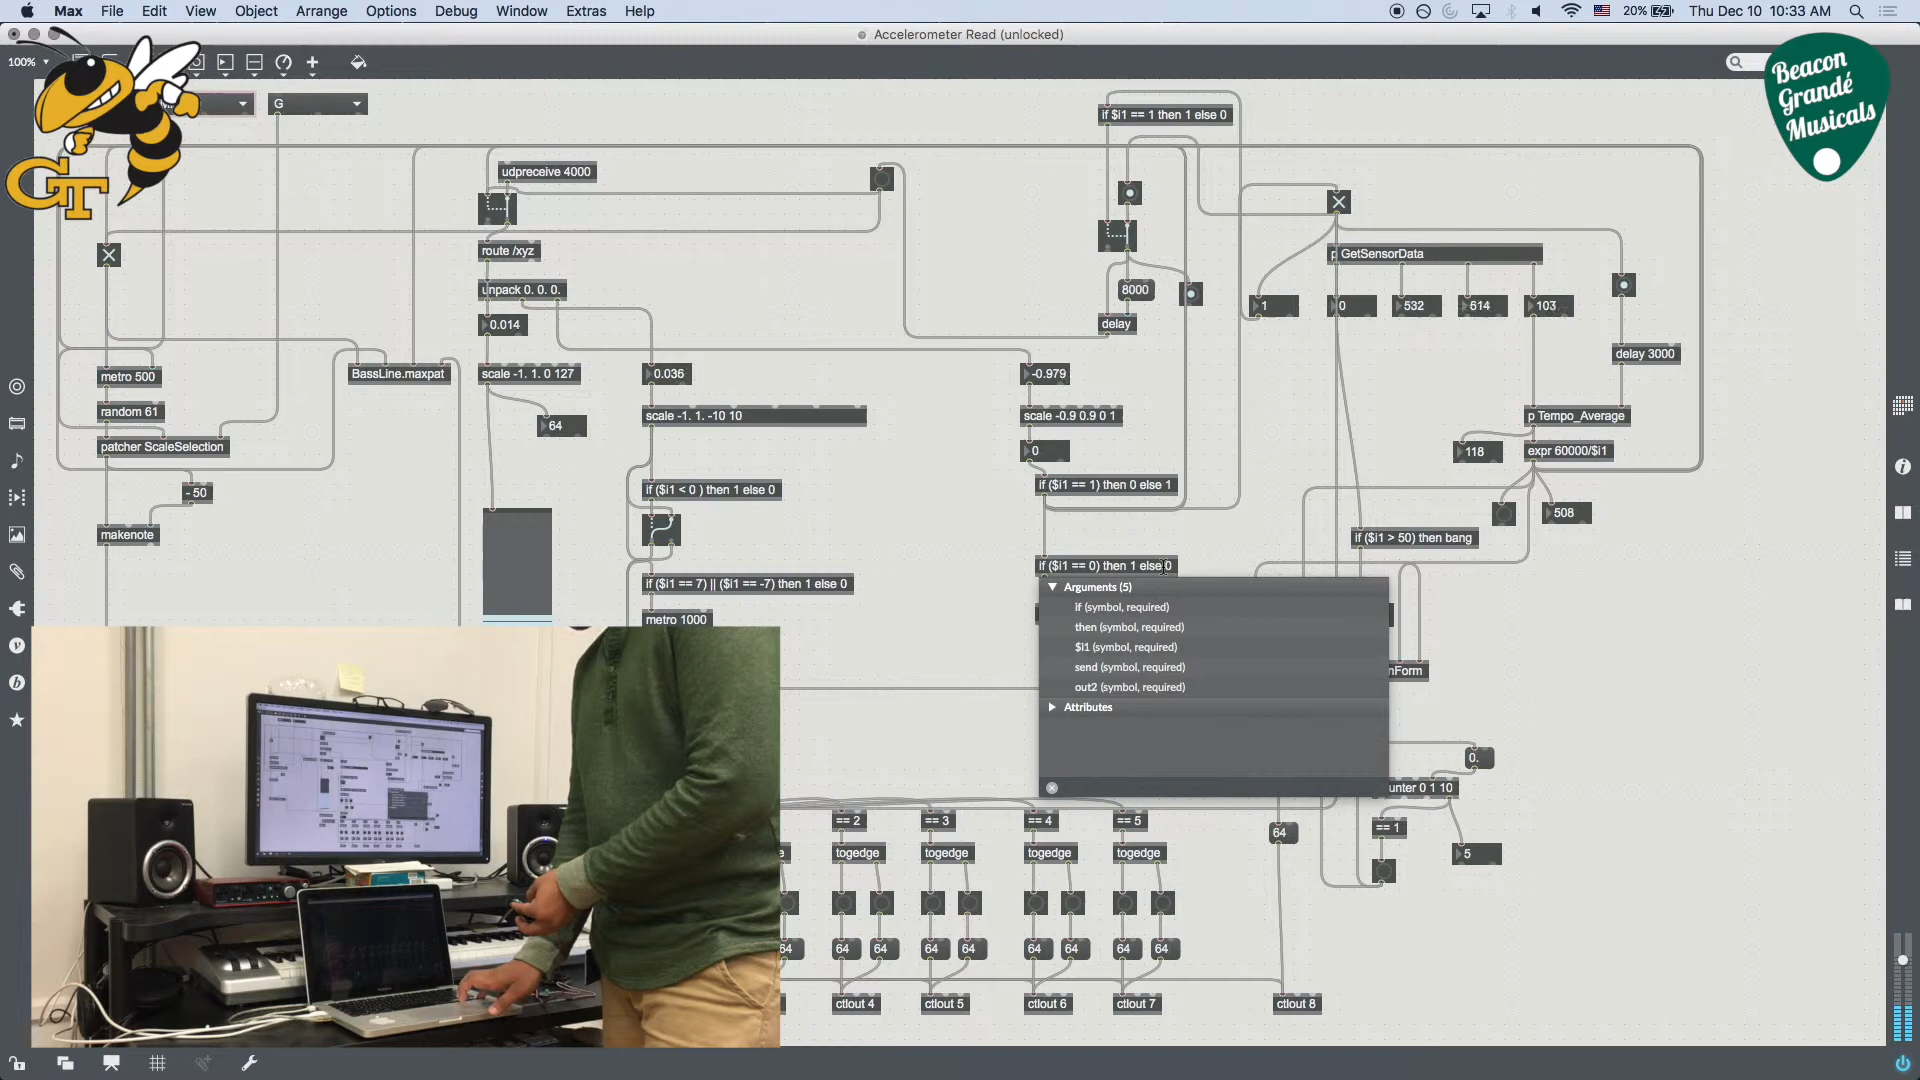 Max File Edit View Object Arrange Options Debug Window Extras Help
20% Thu Dec 10 10:33 AM
Accelerometer Read (unlocked)
100%
G
GT
Beacon
Grandé
Musicals
if $i1 == 1 then 1 else 0
udpreceive 4000
route /xyz
p GetSensorData
unpack 0. 0. 0.
8000
1
0
532
614
103
0.014
delay
delay 3000
metro 500
BassLine.maxpat
scale -1. 1. 0 127
0.036
-0.979
random 61
64
scale -1. 1. -10 10
scale -0.9 0.9 0 1
p Tempo_Average
patcher ScaleSelection
0
118
expr 60000/$i1
- 50
if ($i1 < 0 ) then 1 else 0
if ($i1 == 1) then 0 else 1
508
makenote
if ($i1 > 50) then bang
if ($i1 == 0) then 1 else 0
if ($i1 == 7) || ($i1 == -7) then 1 else 0
metro 1000
Arguments (5)
if (symbol, required)
then (symbol, required)
$i1 (symbol, required)
send (symbol, required)
out2 (symbol, required)
Attributes
nForm
0.
unter 0 1 10
== 2
== 3
== 4
== 5
64
== 1
5
e
togedge
togedge
togedge
togedge
64
64
64
64
64
64
64
64
64
ctlout 4
ctlout 5
ctlout 6
ctlout 7
ctlout 8